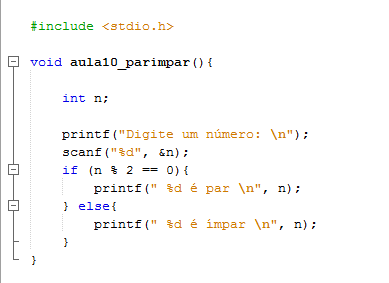 #include <stdio.h>
void aula10_parimpar(){
int n;
printf("Digite um número: \n");
scanf("%d", &n);
if (n % 2 == 0){
printf(" %d é par \n", n);
} else{
printf(" %d é ímpar \n", n);
}
}